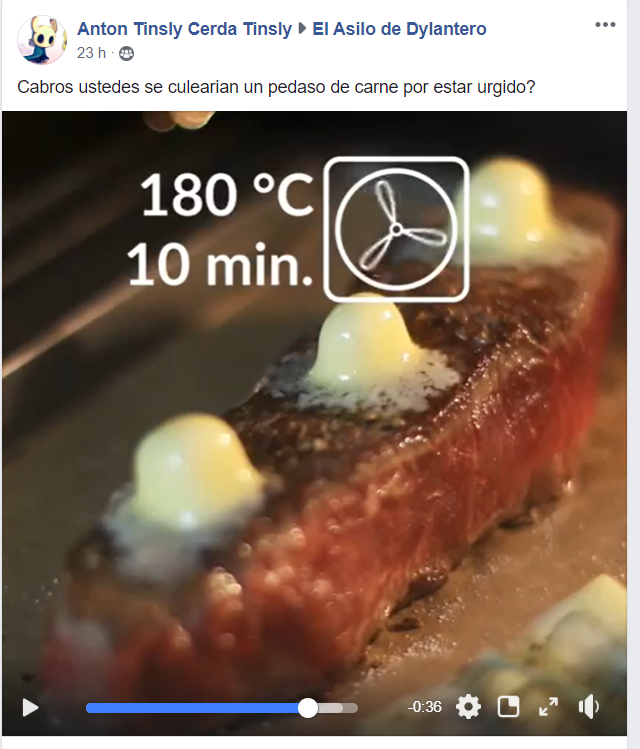 Anton Tinsly Cerda Tinsly ▸ El Asilo de Dylantero
23 h ·
Cabros ustedes se culearian un pedaso de carne por estar urgido?
180 °C
10 min.
-0:36